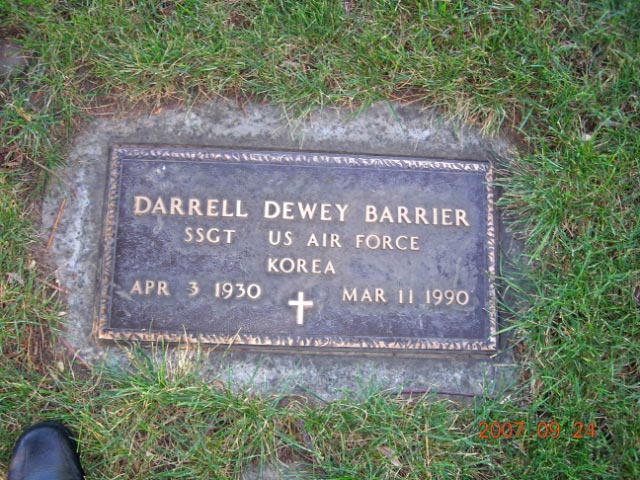 DARRELL DEWEY BARRIER
SSGT US AIR FORCE
KOREA
APR 3 1930 MAR 11 1990
2007 09 24